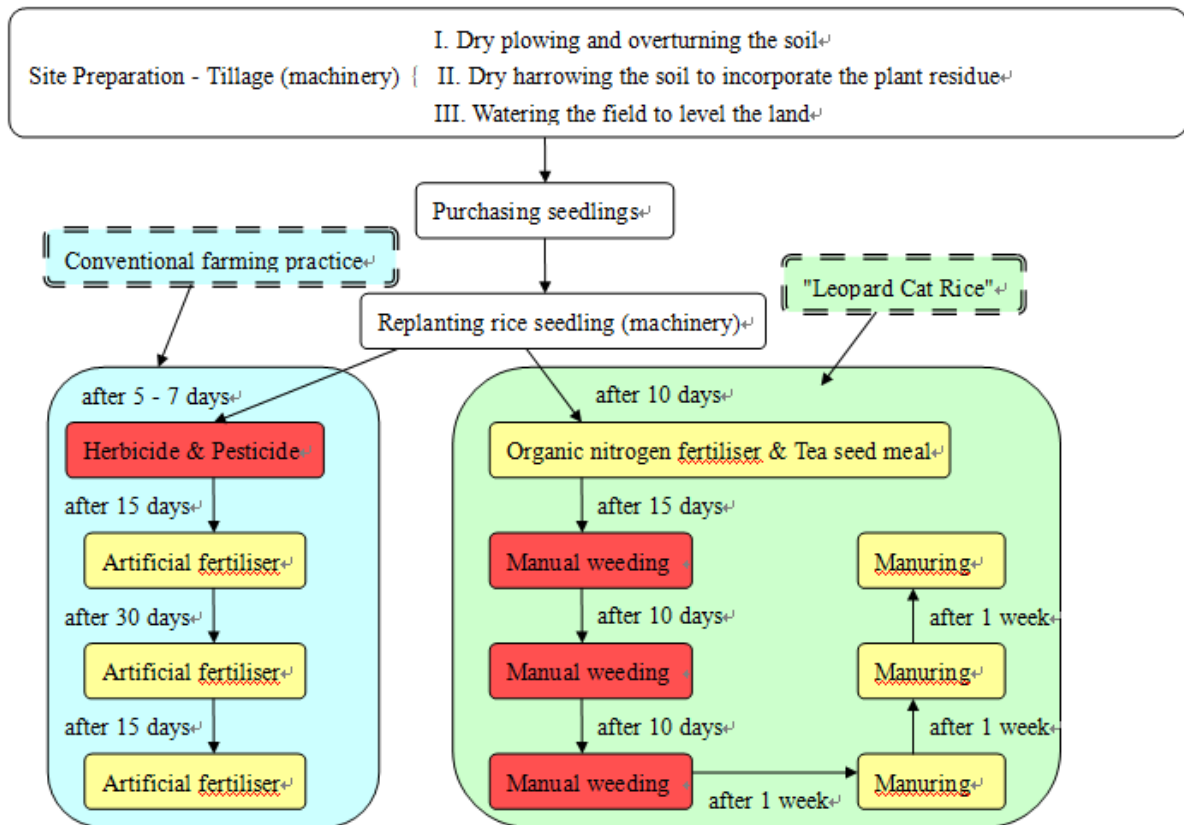 I. Dry plowing and overturning the soil↵
Site Preparation - Tillage (machinery) { II. Dry harrowing the soil to incorporate the plant residue↵
III. Watering the field to level the land↵
Purchasing seedlings↵
Conventional farming practice↵
"Leopard Cat Rice"↵
Replanting rice seedling (machinery)↵
after 5 - 7 days↵
Herbicide & Pesticide↵
after 15 days↵
Artificial fertiliser↵
after 30 days↵
Artificial fertiliser↵
after 15 days↵
Artificial fertiliser↵
after 10 days↵
Organic nitrogen fertiliser & Tea seed meal↵
after 15 days↵
Manual weeding ↵
after 10 days↵
Manual weeding ↵
after 10 days↵
Manual weeding ↵
after 1 week↵
Manuring↵
after 1 week↵
Manuring↵
after 1 week↵
Manuring↵